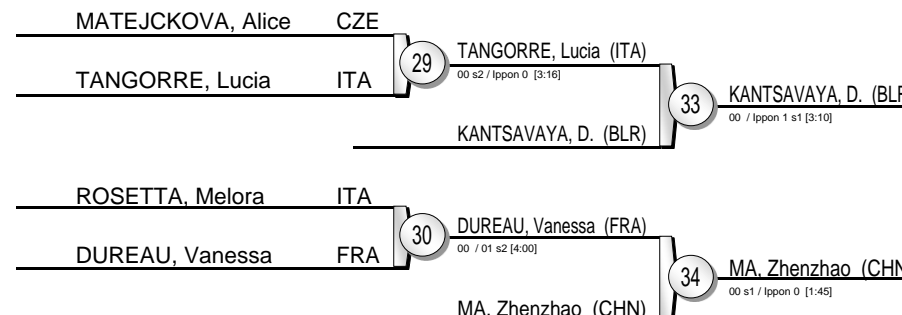 MATEJCKOVA, Alice CZE
29
TANGORRE, Lucia (ITA)
00 s2 / Ippon 0 [3:16]
TANGORRE, Lucia ITA
33
KANTSAVAYA, D. (BLR
00 / Ippon 1 s1 [3:10]
KANTSAVAYA, D. (BLR)
ROSETTA, Melora ITA
30
DUREAU, Vanessa (FRA)
00 / 01 s2 [4:00]
DUREAU, Vanessa FRA
34
MA, Zhenzhao (CHN
00 s1 / Ippon 0 [1:45]
MA, Zhenzhao (CHN)